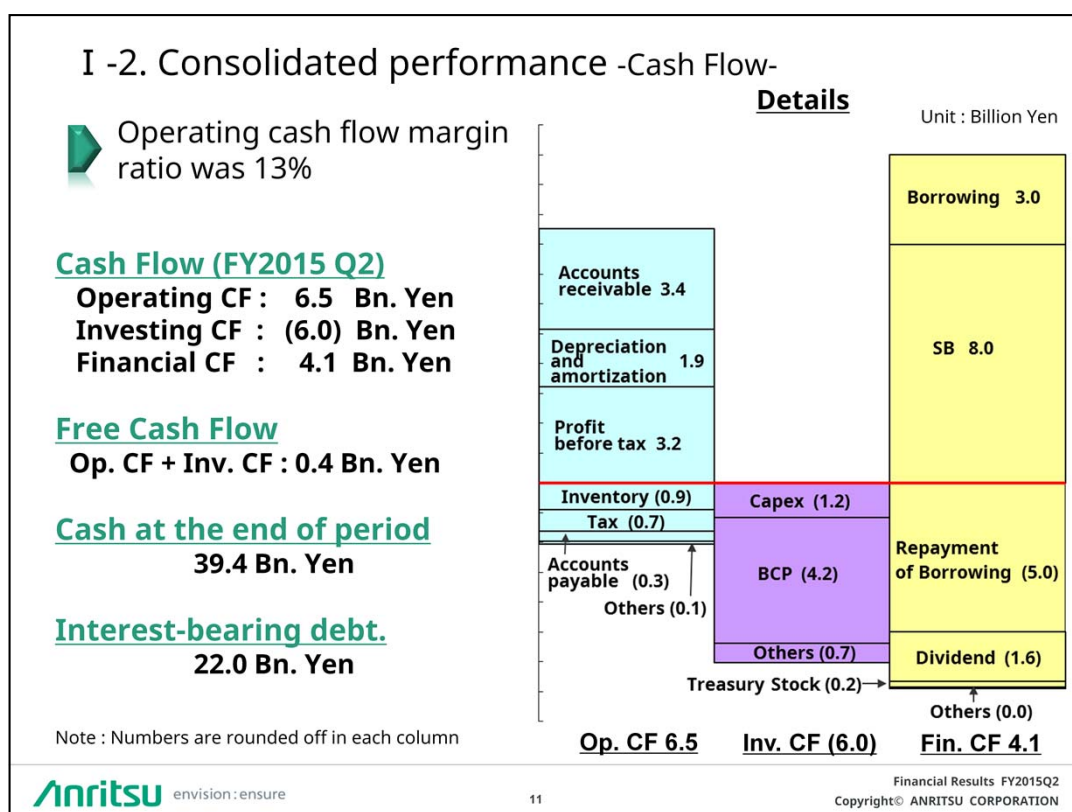 I -2. Consolidated performance -Cash Flow-
Details
Unit : Billion Yen
Operating cash flow margin
ratio was 13%
Cash Flow (FY2015 Q2)
Operating CF : 6.5 Bn. Yen
Investing CF : (6.0) Bn. Yen
Financial CF : 4.1 Bn. Yen
Free Cash Flow
Op. CF + Inv. CF : 0.4 Bn. Yen
Cash at the end of period
39.4 Bn. Yen
Interest-bearing debt.
22.0 Bn. Yen
Note : Numbers are rounded off in each column
Accounts
receivable 3.4
Depreciation
and
amortization 1.9
Profit
before tax 3.2
Inventory (0.9)
Tax (0.7)
Accounts
payable (0.3)
Others (0.1)
Op. CF 6.5
Capex (1.2)
BCP (4.2)
Others (0.7)
Inv. CF (6.0)
Borrowing 3.0
SB 8.0
Repayment
of Borrowing (5.0)
Dividend (1.6)
Treasury Stock (0.2)
Others (0.0)
Fin. CF 4.1
Anritsu envision : ensure
11
Financial Results FY2015Q2
Copyright© ANRITSU CORPORATION